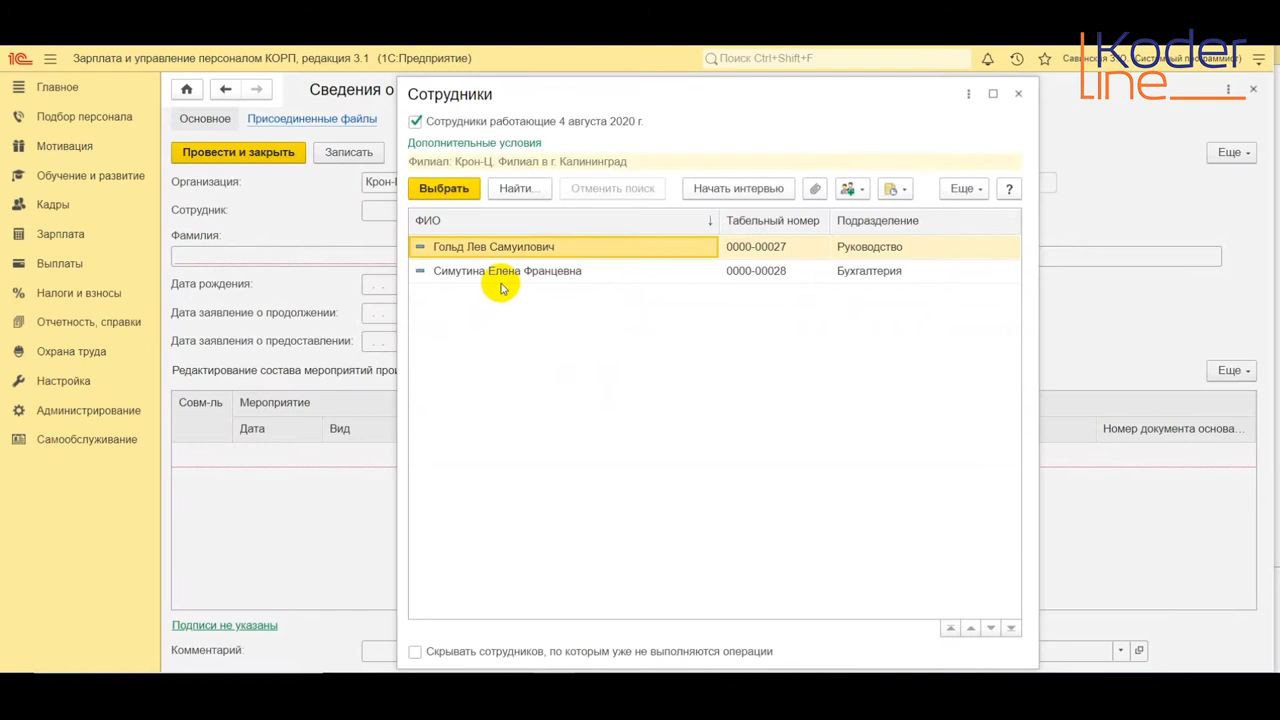 Koder
line
1С Зарплата и управление персоналом КОРП, редакция 3.1 (1С:Предприятие)
Поиск Ctrl+Shift+F
Главное
Подбор персонала
Мотивация
Обучение и развитие
Кадры
Зарплата
Выплаты
Налоги и взносы
Отчетность, справки
Охрана труда
Настройка
Администрирование
Самообслуживание
Сведения о
Основное Присоединенные файлы
Провести и закрыть Записать
Еще
Организация: Крон-
Сотрудник:
Фамилия:
Дата рождения:
Дата заявление о продолжении:
Дата заявления о предоставлении:
Редактирование состава мероприятий
Еще
Совм-ль Мероприятие
Дата Вид Номер документа основа...
Подписи не указаны
Комментарий:
Сотрудники
Сотрудники работающие 4 августа 2020 г.
Дополнительные условия
Филиал: Крон-Ц. Филиал в г. Калининград
Выбрать Найти... Отменить поиск Начать интервью Еще ?
ФИО ↓ Табельный номер Подразделение
Гольд Лев Самуилович 0000-00027 Руководство
Симутина Елена Францевна 0000-00028 Бухгалтерия
Скрывать сотрудников, по которым уже не выполняются операции